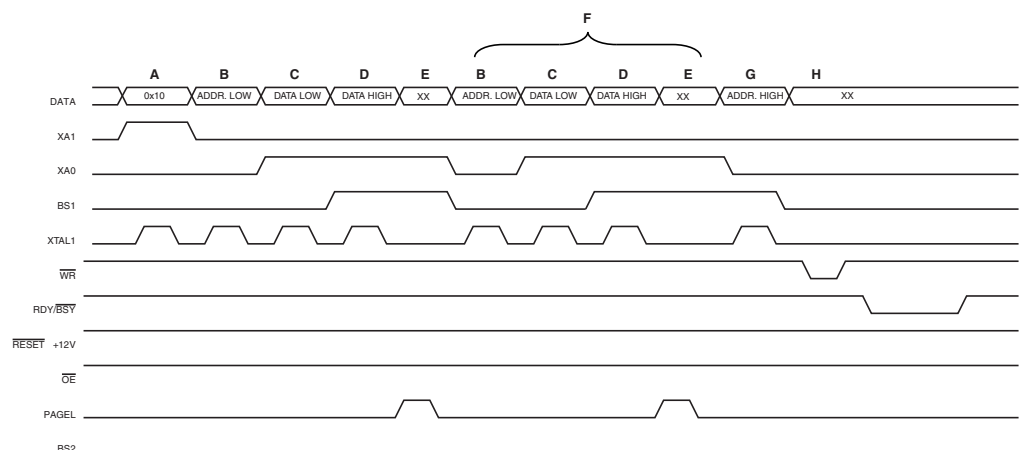 F
A B C D E B C D E G H
DATA 0x10 ADDR. LOW DATA LOW DATA HIGH XX ADDR. LOW DATA LOW DATA HIGH XX ADDR. HIGH XX
XA1
XA0
BS1
XTAL1
WR
RDY/BSY
RESET +12V
OE
PAGEL
BS2